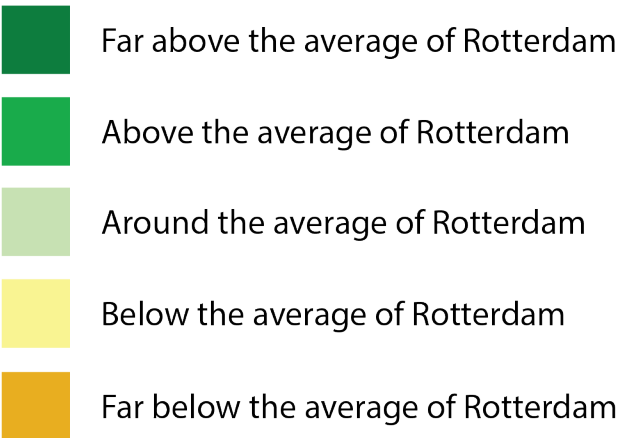 Far above the average of Rotterdam
Above the average of Rotterdam
Around the average of Rotterdam
Below the average of Rotterdam
Far below the average of Rotterdam